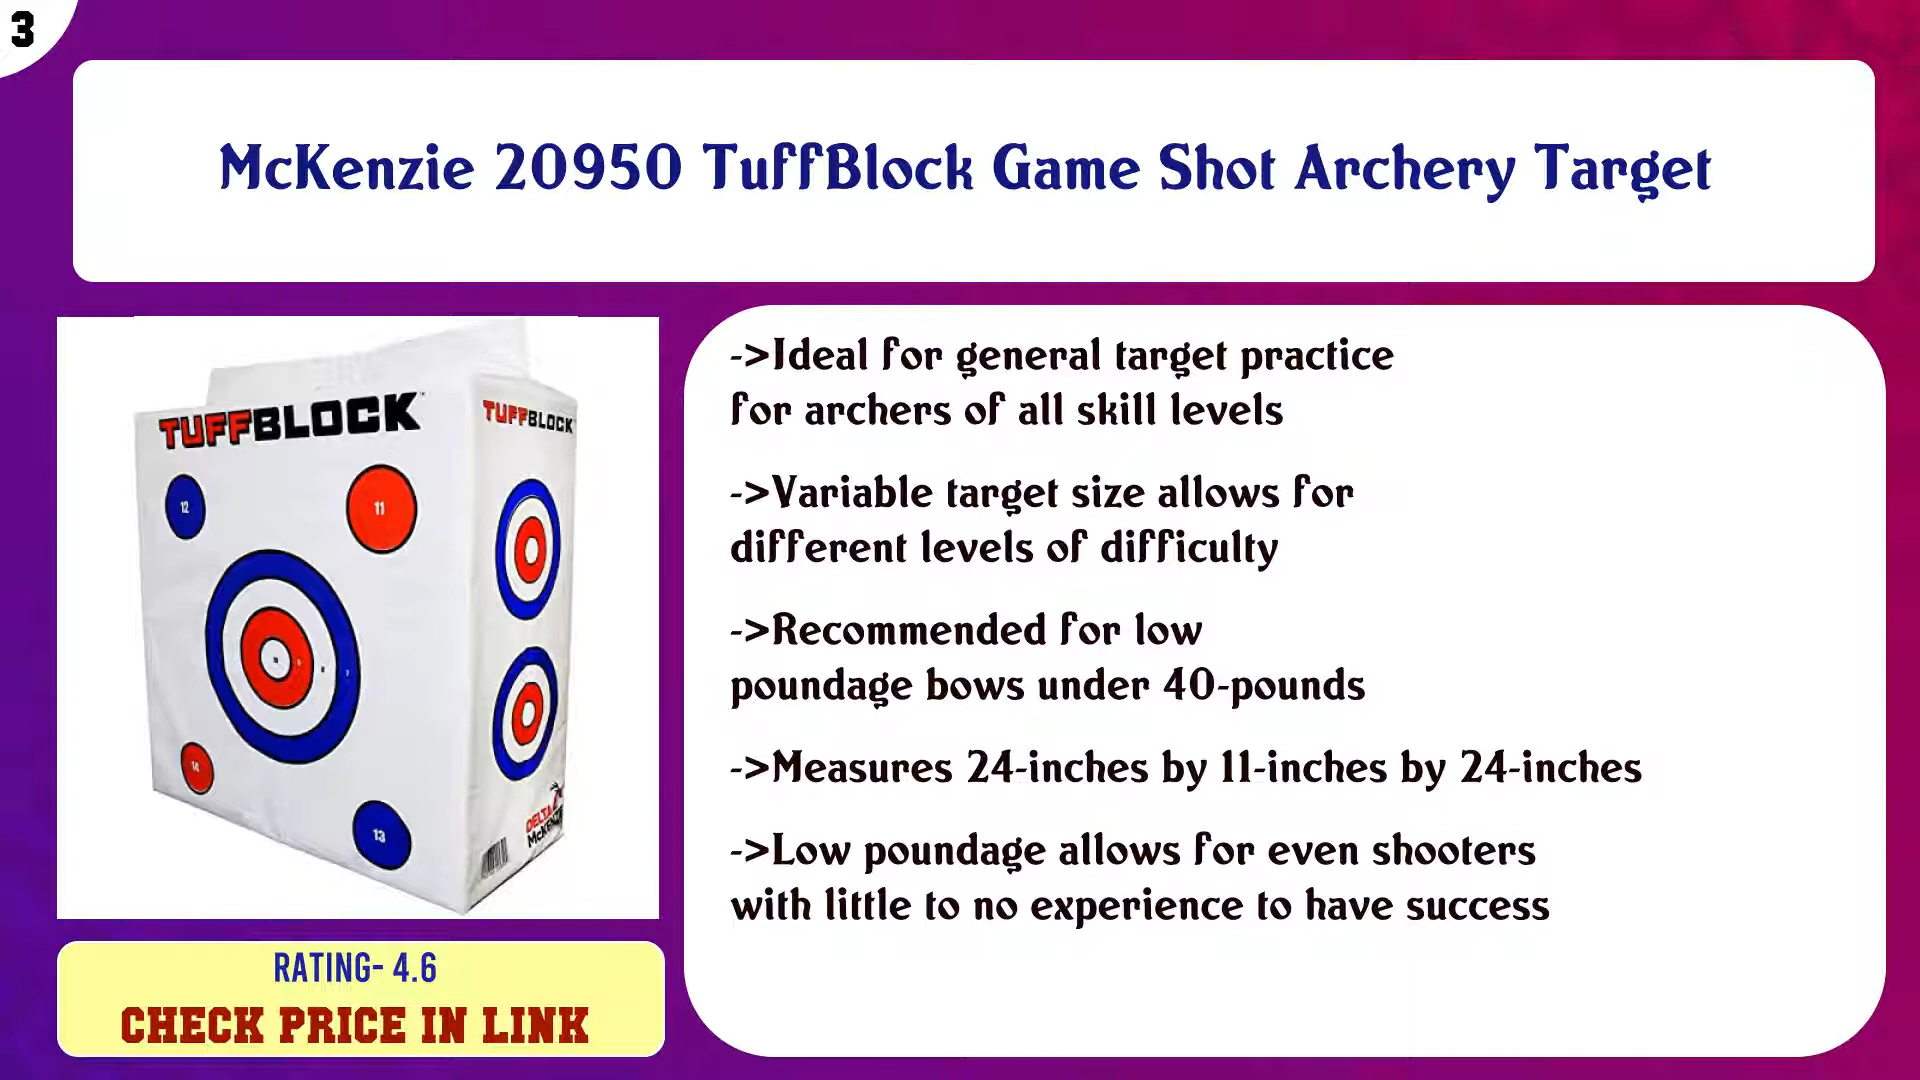 3
McKenzie 20950 TuffBlock Game Shot Archery Target
TUFFBLOCK™
TUFFBLOCK
12
11
14
13
DELTA
McKENZIE
RATING- 4.6
CHECK PRICE IN LINK
->Ideal for general target practice
for archers of all skill levels
->Variable target size allows for
different levels of difficulty
->Recommended for low
poundage bows under 40-pounds
->Measures 24-inches by 11-inches by 24-inches
->Low poundage allows for even shooters
with little to no experience to have success